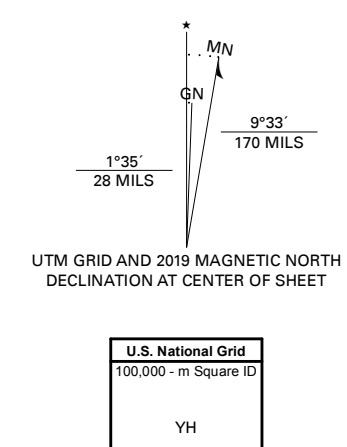 ★
MN
GN
9°33´
170 MILS
1°35´
28 MILS
UTM GRID AND 2019 MAGNETIC NORTH
DECLINATION AT CENTER OF SHEET
U.S. National Grid
100,000 - m Square ID
YH